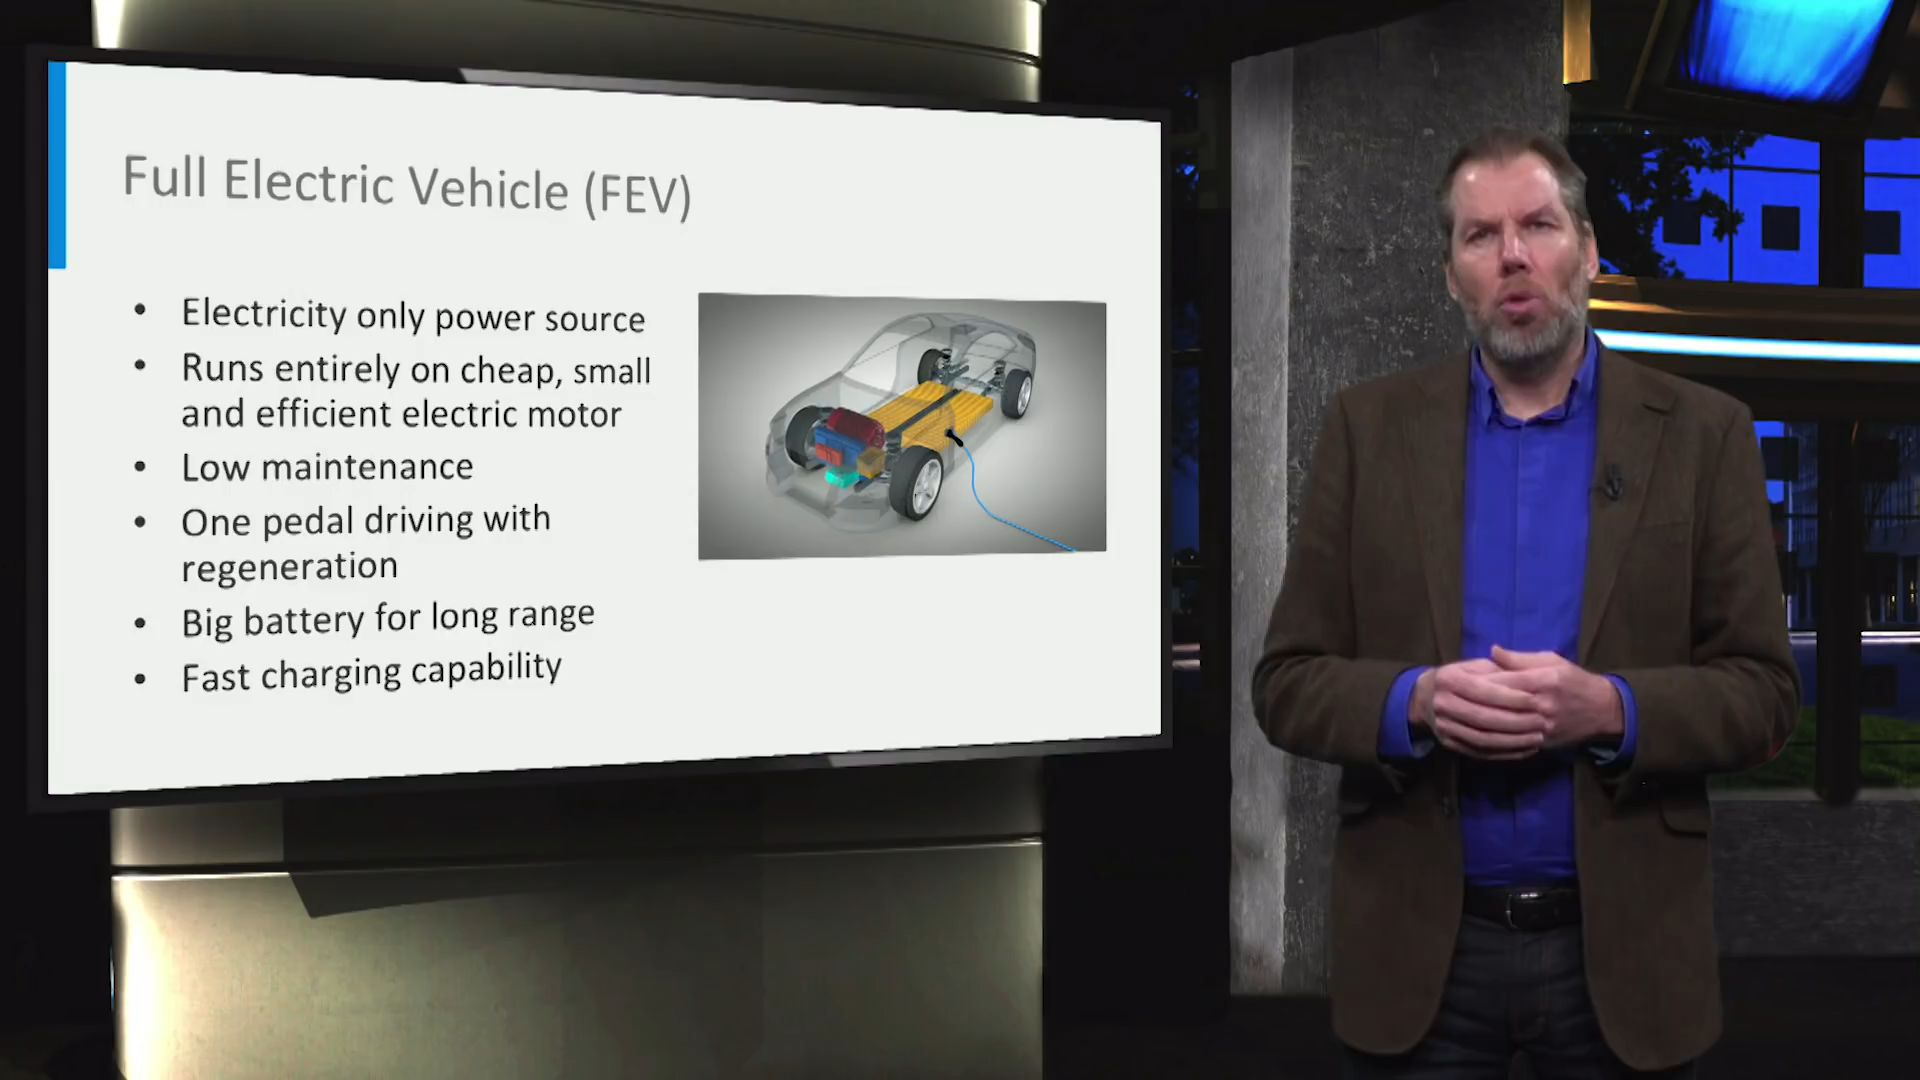 Full Electric Vehicle (FEV)
• Electricity only power source
• Runs entirely on cheap, small
and efficient electric motor
• Low maintenance
• One pedal driving with
regeneration
• Big battery for long range
• Fast charging capability